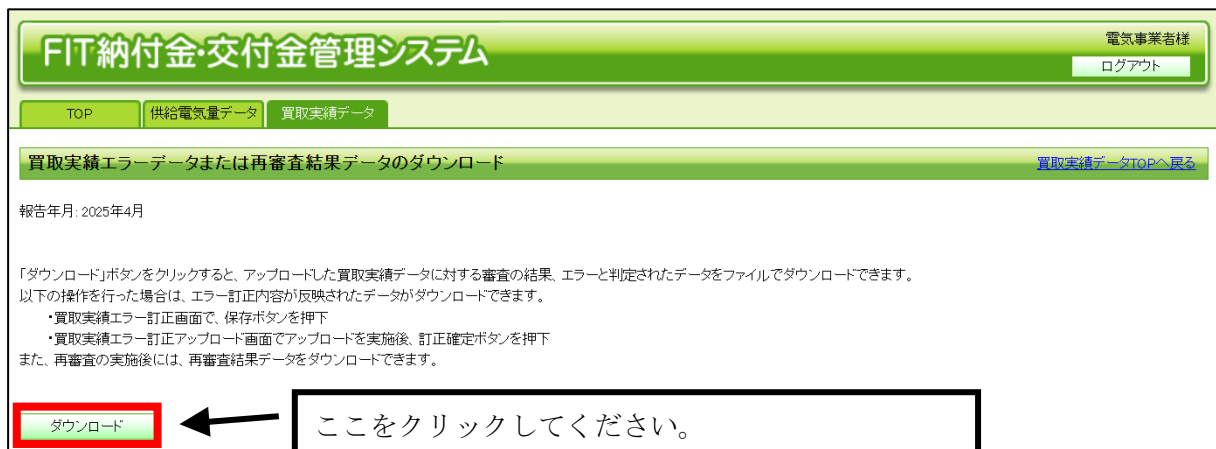 FIT納付金・交付金管理システム
電気事業者様
ログアウト
TOP
供給電気量データ
買取実績データ
買取実績エラーデータまたは再審査結果データのダウンロード
買取実績データTOPへ戻る
報告年月: 2025年4月
「ダウンロード」ボタンをクリックすると、アップロードした買取実績データに対する審査の結果、エラーと判定されたデータをファイルでダウンロードできます。
以下の操作を行った場合は、エラー訂正内容が反映されたデータがダウンロードできます。
・買取実績エラー訂正画面で、保存ボタンを押下
・買取実績エラー訂正アップロード画面でアップロードを実施後、訂正確定ボタンを押下
また、再審査の実施後には、再審査結果データをダウンロードできます。
ダウンロード
ここをクリックしてください。